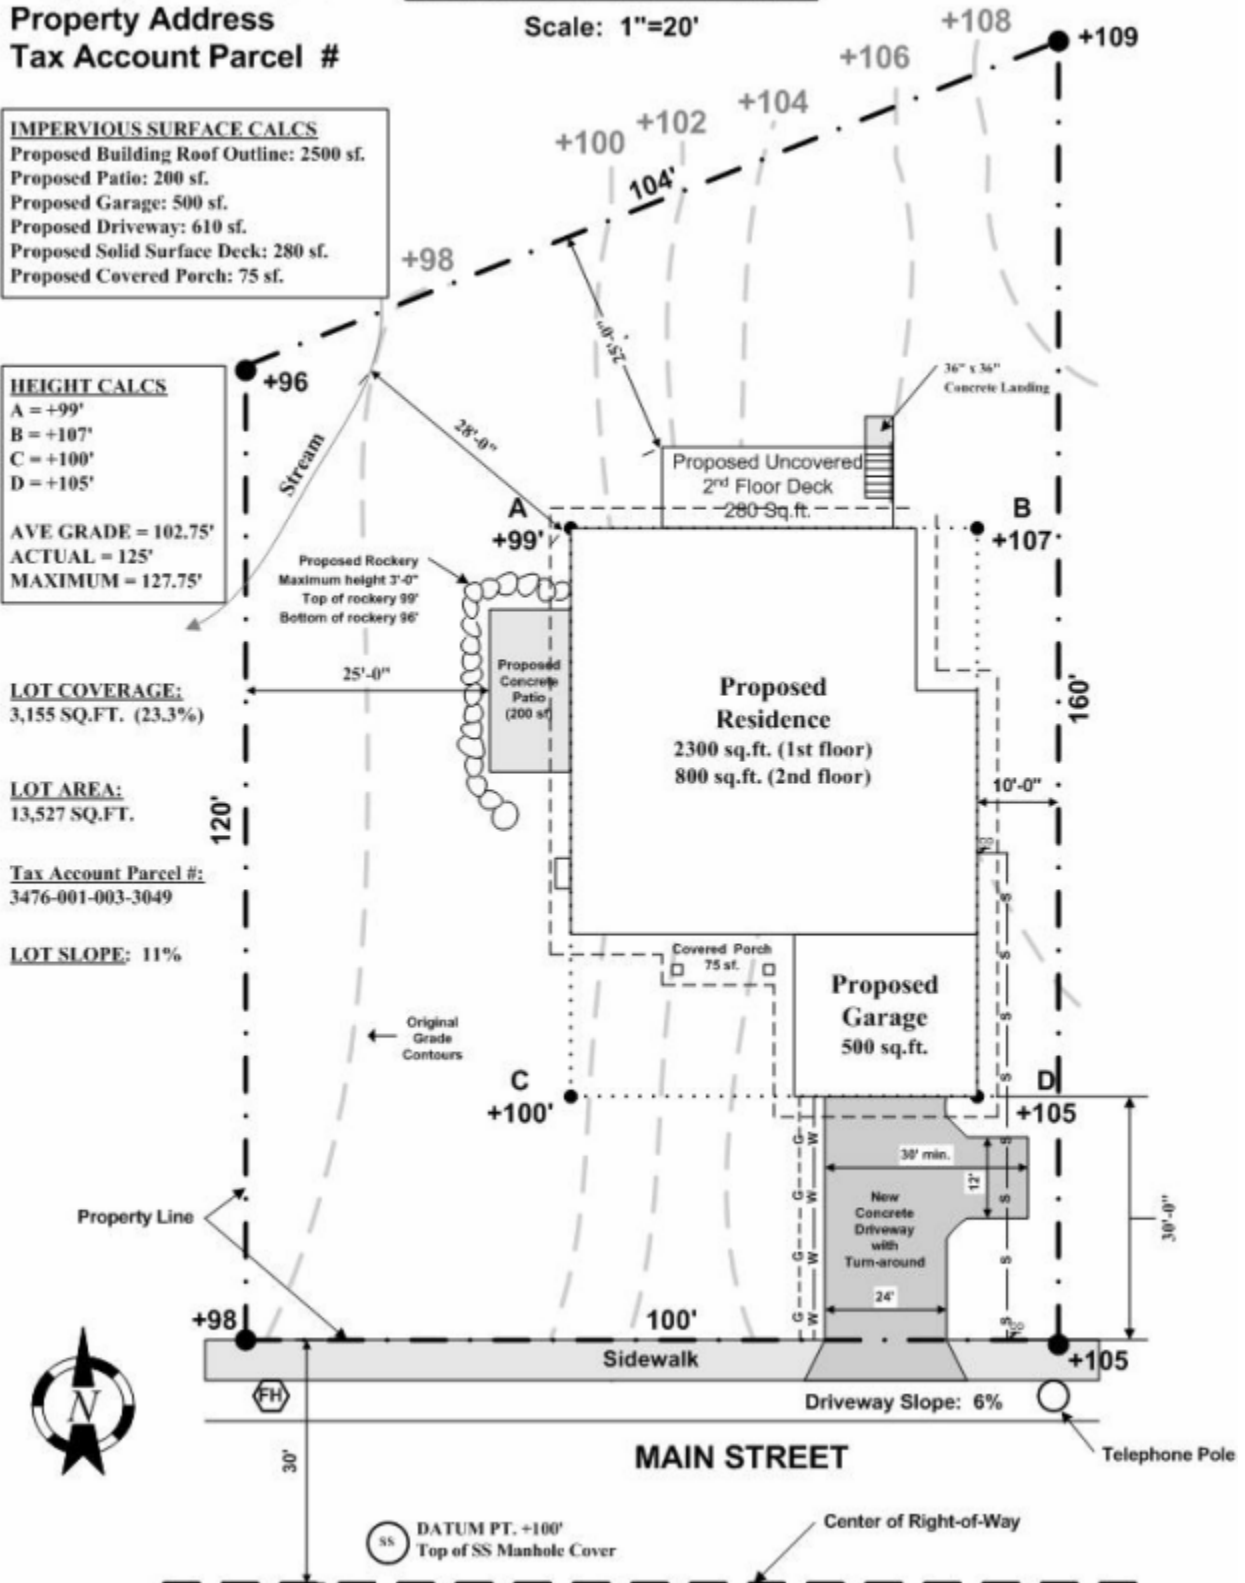 Property Address
Tax Account Parcel #
Scale: 1"=20'
+108
+109
+106
+104
+102
+100
104'
+98
IMPERVIOUS SURFACE CALCS
Proposed Building Roof Outline: 2500 sf.
Proposed Patio: 200 sf.
Proposed Garage: 500 sf.
Proposed Driveway: 610 sf.
Proposed Solid Surface Deck: 280 sf.
Proposed Covered Porch: 75 sf.
+96
HEIGHT CALCS
A = +99'
B = +107'
C = +100'
D = +105'
AVE GRADE = 102.75'
ACTUAL = 125'
MAXIMUM = 127.75'
Stream
28'-0"
25'-0"
36" x 36"
Concrete Landing
Proposed Uncovered
2nd Floor Deck
280 Sq.ft.
A
+99'
B
+107
Proposed Rockery
Maximum height 3'-0"
Top of rockery 99'
Bottom of rockery 96'
25'-0"
Proposed
Concrete
Patio
(200 sf)
LOT COVERAGE:
3,155 SQ.FT. (23.3%)
LOT AREA:
13,527 SQ.FT.
Tax Account Parcel #:
3476-001-003-3049
LOT SLOPE: 11%
120'
Proposed
Residence
2300 sq.ft. (1st floor)
800 sq.ft. (2nd floor)
160'
10'-0"
CO
S
S
S
S
S
S
S
S
Covered Porch
75 sf.
Proposed
Garage
500 sq.ft.
Original
Grade
Contours
C
+100'
D
+105
G
W
G
W
G
W
G
W
30' min.
12'
New
Concrete
Driveway
with
Turn-around
24'
30'-0"
Property Line
+98
100'
CO
+105
Sidewalk
N
FH
Driveway Slope: 6%
MAIN STREET
Telephone Pole
30'
SS
DATUM PT. +100'
Top of SS Manhole Cover
Center of Right-of-Way